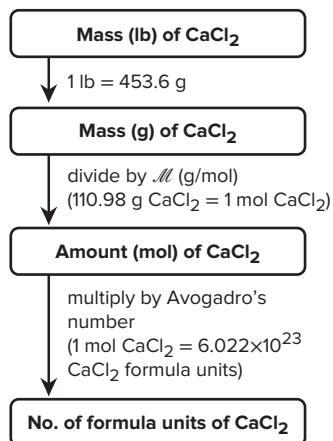 Mass (lb) of CaCl₂
1 lb = 453.6 g
Mass (g) of CaCl₂
divide by ℳ (g/mol)
(110.98 g CaCl₂ = 1 mol CaCl₂)
Amount (mol) of CaCl₂
multiply by Avogadro’s
number
(1 mol CaCl₂ = 6.022×10²³
CaCl₂ formula units)
No. of formula units of CaCl₂